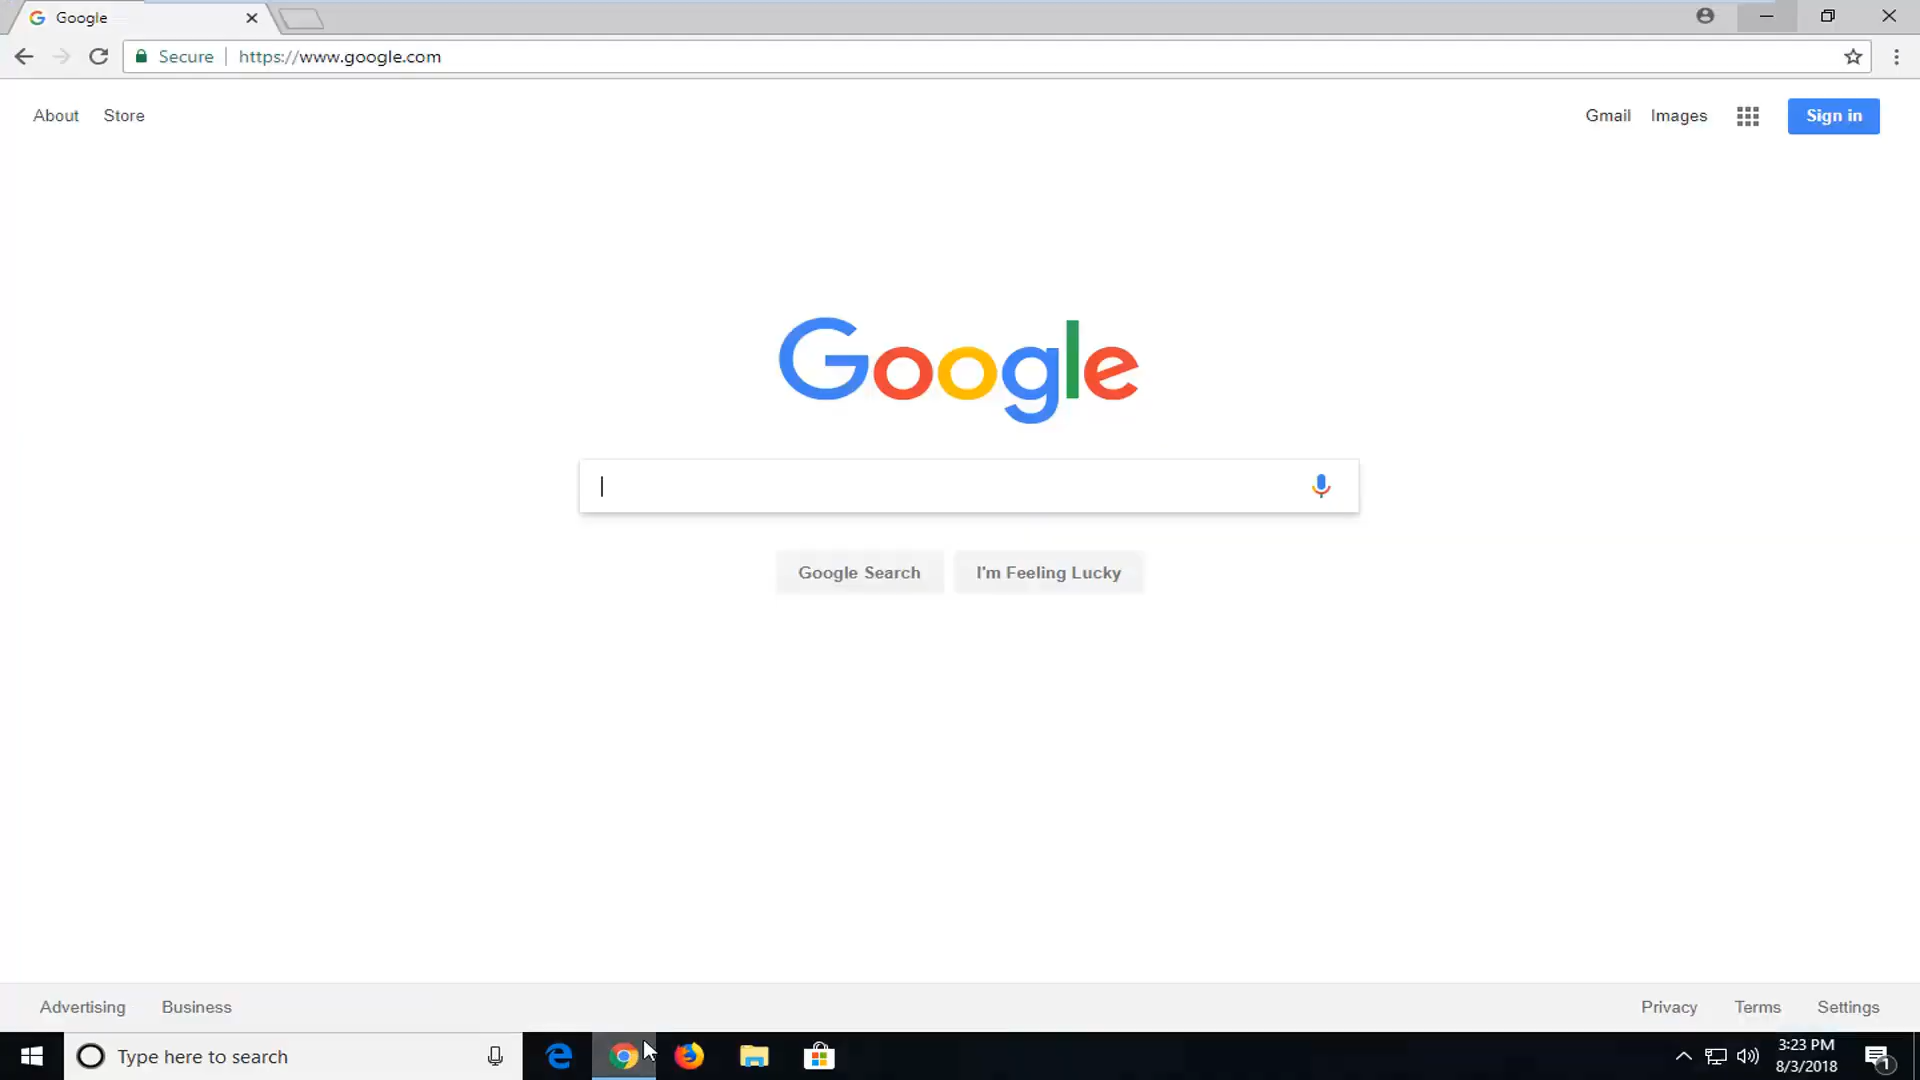 Google
Secure https://www.google.com
About Store Gmail Images Sign in
Google
Google Search I'm Feeling Lucky
Advertising Business Privacy Terms Settings
Type here to search
3:23 PM
8/3/2018
1